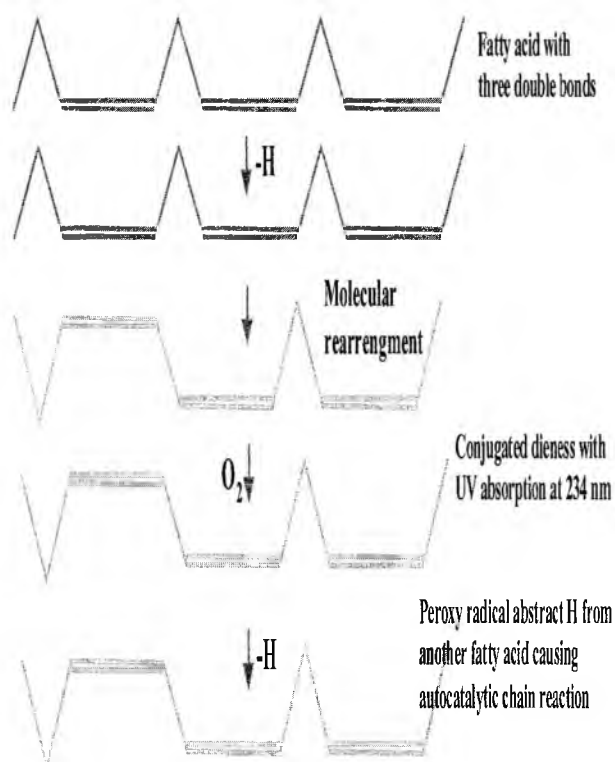 Fatty acid with
three double bonds
-H
Molecular
rearrengment
O₂
Conjugated dieness with
UV absorption at 234 nm
Peroxy radical abstract H from
another fatty acid causing
autocatalytic chain reaction
-H